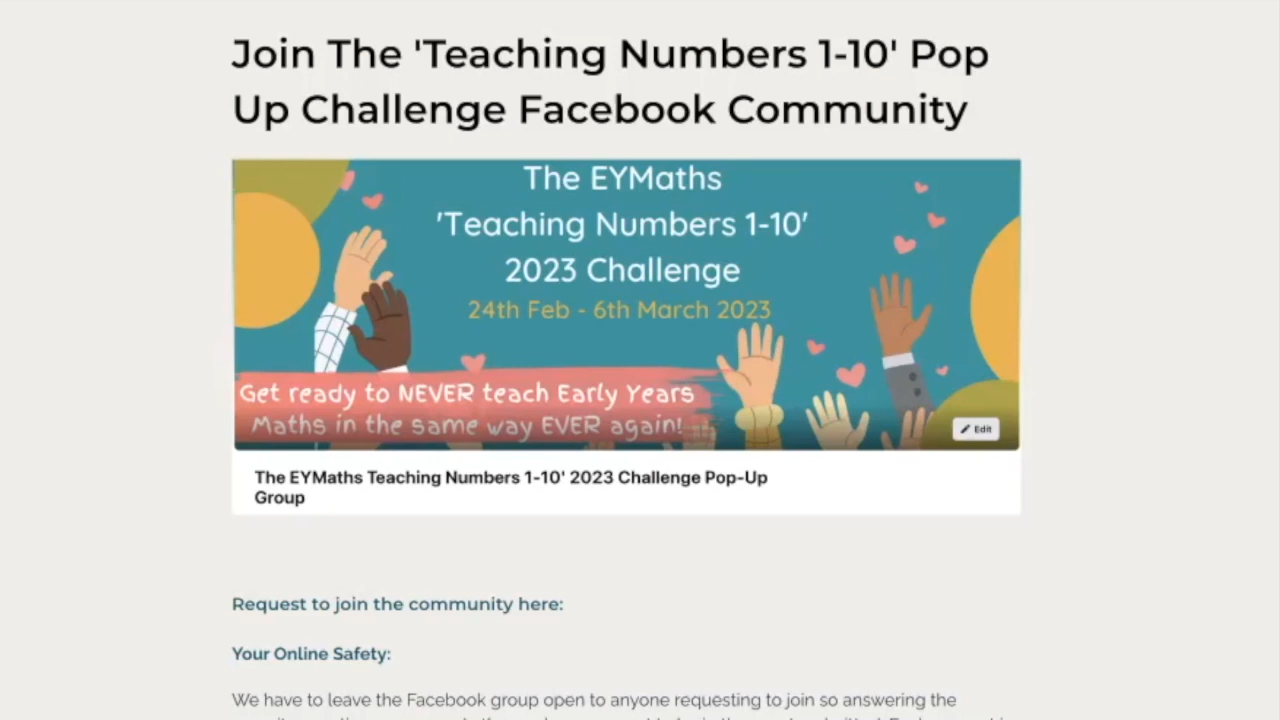 Join The 'Teaching Numbers 1-10' Pop
Up Challenge Facebook Community
The EYMaths
'Teaching Numbers 1-10'
2023 Challenge
24th Feb - 6th March 2023
Get ready to NEVER teach Early Years
Maths in the same way EVER again!
Edit
The EYMaths Teaching Numbers 1-10' 2023 Challenge Pop-Up
Group
Request to join the community here:
Your Online Safety:
We have to leave the Facebook group open to anyone requesting to join so answering the